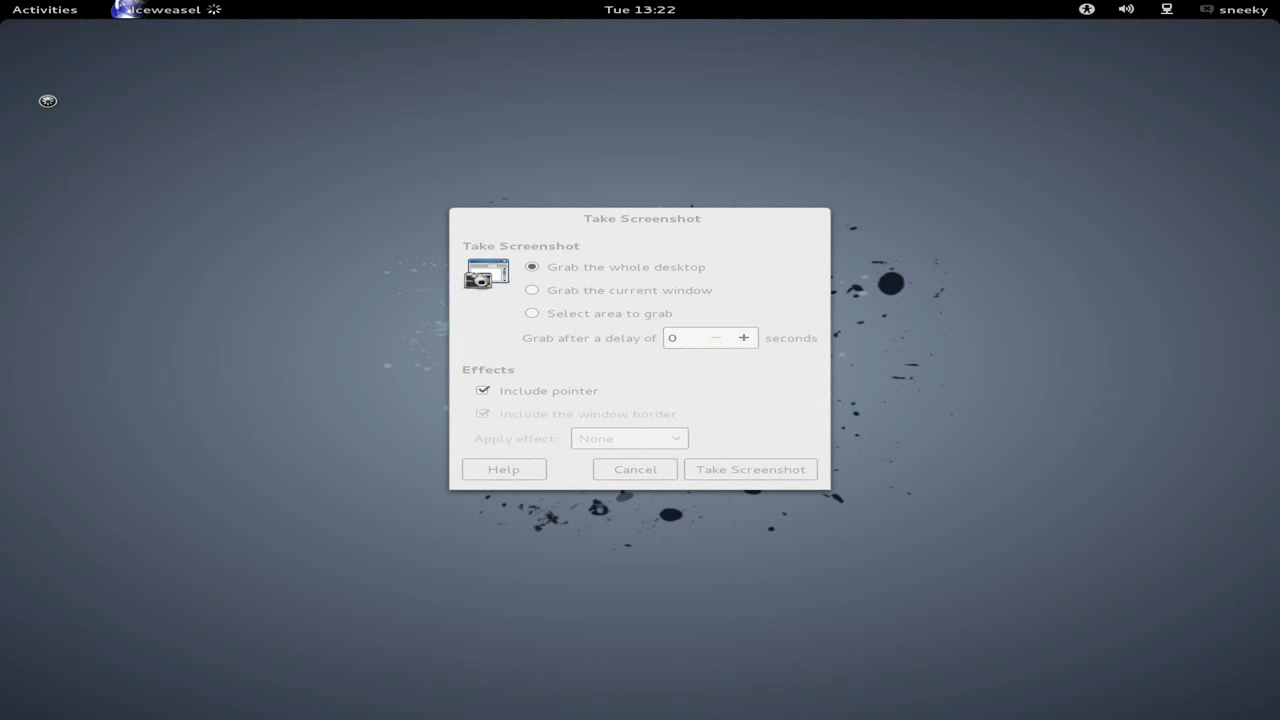 Activities Iceweasel Tue 13:22 sneeky
Take Screenshot
Take Screenshot
Grab the whole desktop
Grab the current window
Select area to grab
Grab after a delay of 0 seconds
Effects
Include pointer
Include the window border
Apply effect: None
Help Cancel Take Screenshot